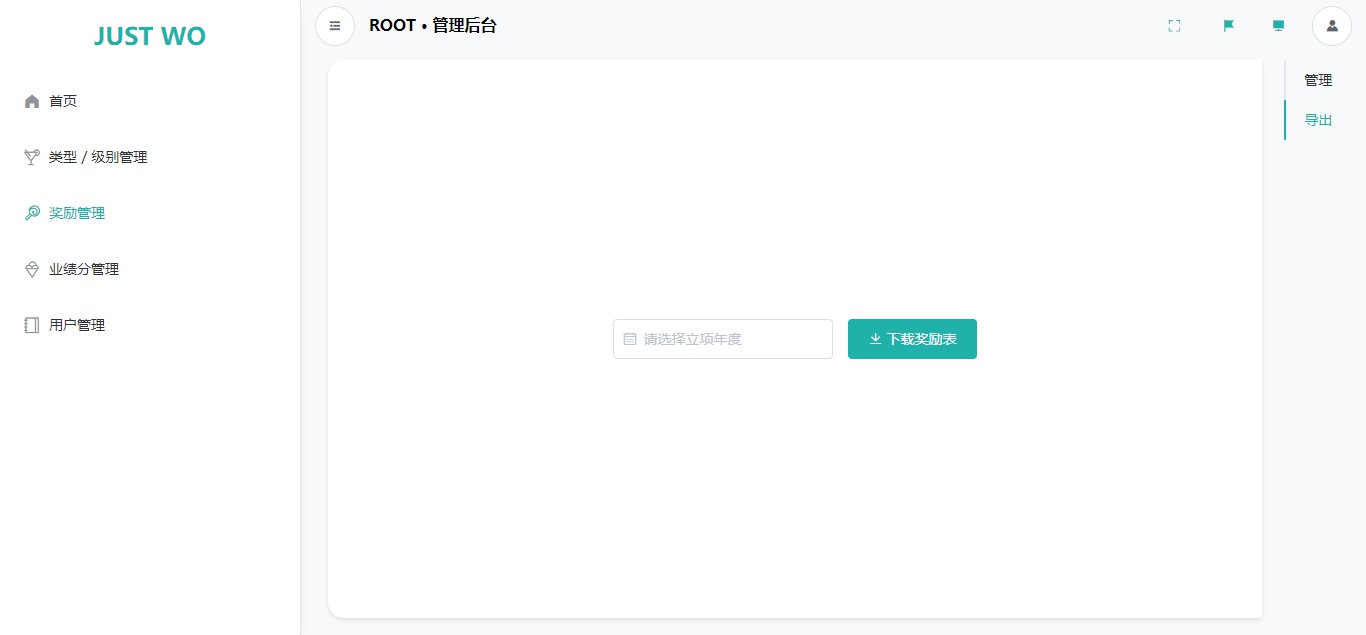 JUST WO
首页
类型 / 级别管理
奖励管理
业绩分管理
用户管理
ROOT • 管理后台
请选择立项年度
下载奖励表
管理
导出